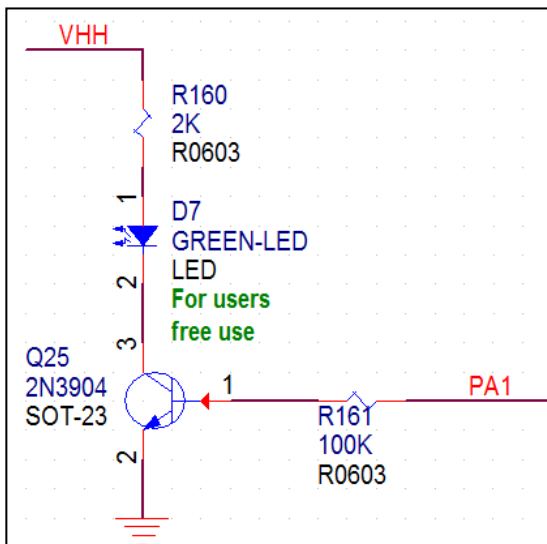 VHH
R160
2K
R0603
1
D7
GREEN-LED
LED
For users
free use
2
3
Q25
2N3904
SOT-23
1
PA1
R161
100K
R0603
2